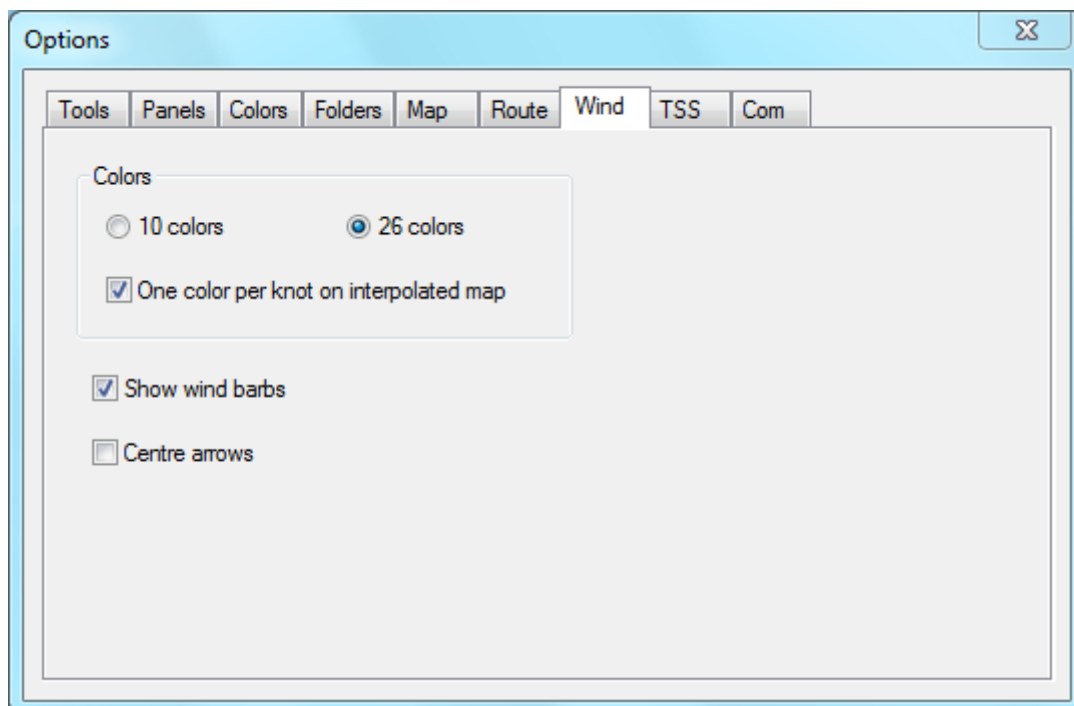 Options
Tools Panels Colors Folders Map Route Wind TSS Com
Colors
10 colors 26 colors
One color per knot on interpolated map
Show wind barbs
Centre arrows